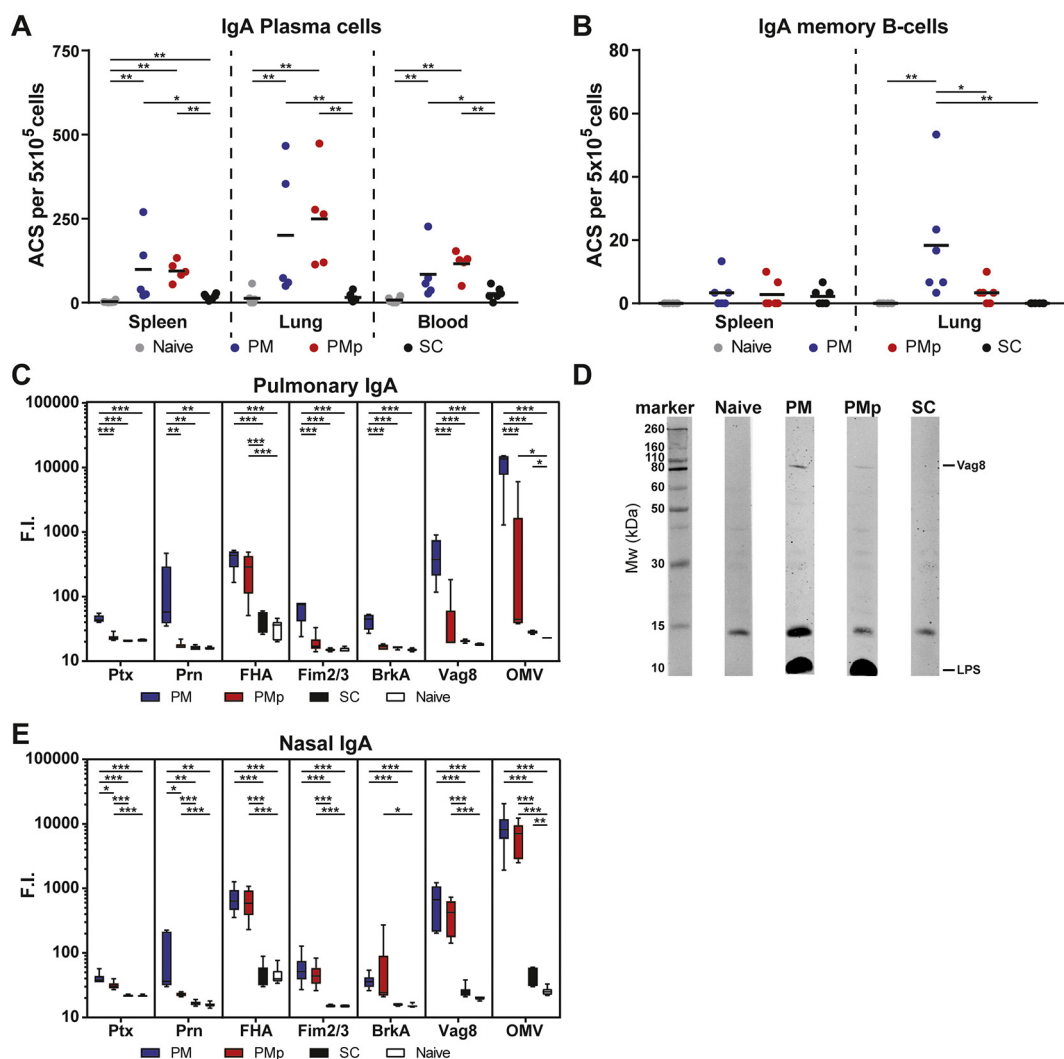 A
IgA Plasma cells
ACS per 5x10⁵ cells
750
500
250
0
** ** ** * **
** ** ** **
** ** * **
Spleen Lung Blood
Naive PM PMp SC
B
IgA memory B-cells
ACS per 5x10⁵ cells
80
60
40
20
0
** * **
Spleen Lung
Naive PM PMp SC
C
Pulmonary IgA
F.I.
100000
10000
1000
100
10
*** *** ***
** **
*** *** *** ***
*** *** ***
*** *** ***
*** *** ***
*** *** *** * *
Ptx Prn FHA Fim2/3 BrkA Vag8 OMV
PM PMp SC Naive
D
marker Naive PM PMp SC
Mw (kDa)
260
160
110
80
60
50
30
15
10
Vag8
LPS
E
Nasal IgA
F.I.
100000
10000
1000
100
10
*** *** * *** ***
** ** * *** ***
*** *** *** ***
*** *** *** ***
*** *** *
*** *** *** ***
*** *** *** *** **
Ptx Prn FHA Fim2/3 BrkA Vag8 OMV
PM PMp SC Naive